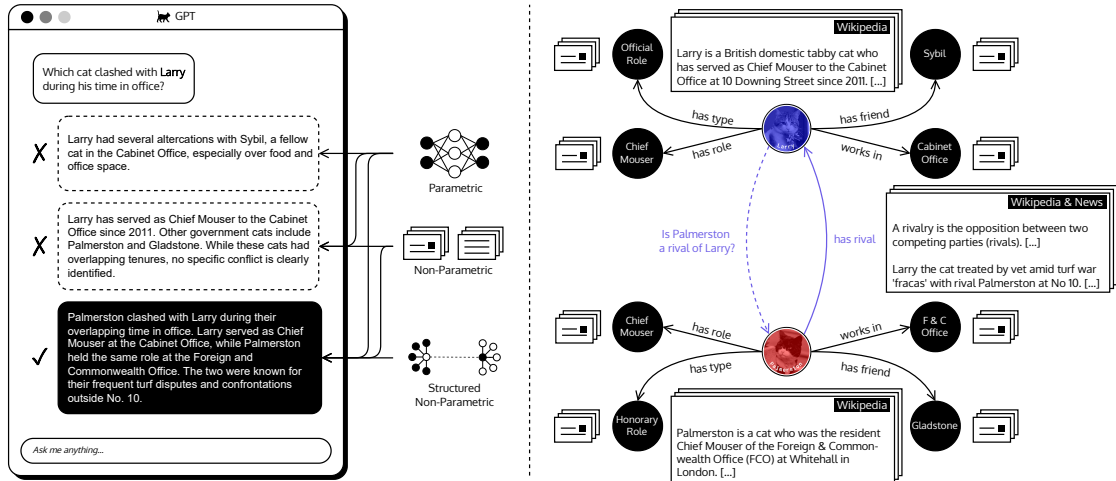 GPT
Which cat clashed with Larry
during his time in office?
Larry had several altercations with Sybil, a fellow
cat in the Cabinet Office, especially over food and
office space.
Larry has served as Chief Mouser to the Cabinet
Office since 2011. Other government cats include
Palmerston and Gladstone. While these cats had
overlapping tenures, no specific conflict is clearly
identified.
Palmerston clashed with Larry during their
overlapping time in office. Larry served as Chief
Mouser at the Cabinet Office, while Palmerston
held the same role at the Foreign and
Commonwealth Office. The two were known for
their frequent turf disputes and confrontations
outside No. 10.
Ask me anything...
Parametric
Non-Parametric
Structured
Non-Parametric
Official
Role
Wikipedia
Larry is a British domestic tabby cat who
has served as Chief Mouser to the Cabinet
Office at 10 Downing Street since 2011. [...]
Sybil
has type
has friend
Larry
Chief
Mouser
has role
works in
Cabinet
Office
Is Palmerston
a rival of Larry?
has rival
Wikipedia & News
A rivalry is the opposition between two
competing parties (rivals). [...]
Larry the cat treated by vet amid turf war
'fracas' with rival Palmerston at No 10. [...]
Chief
Mouser
has role
works in
F & C
Office
Palmerston
has type
has friend
Honorary
Role
Wikipedia
Palmerston is a cat who was the resident
Chief Mouser of the Foreign & Common-
wealth Office (FCO) at Whitehall in
London. [...]
Gladstone